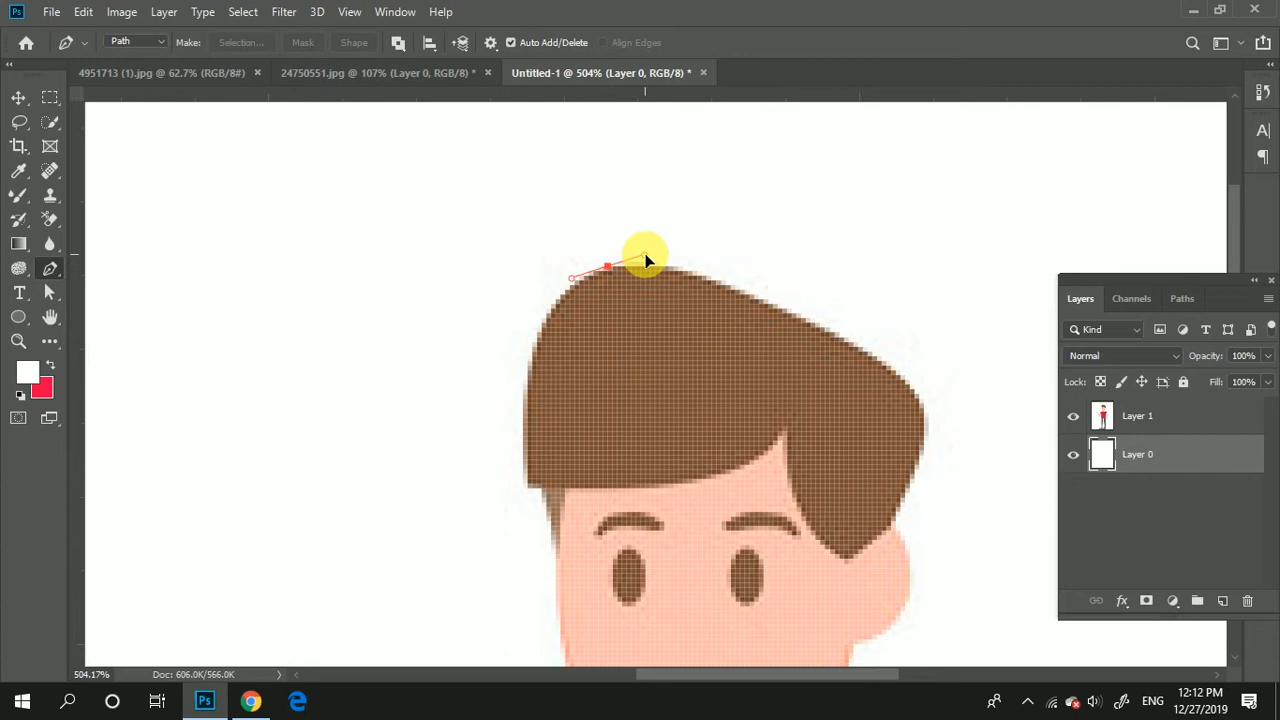 Ps File Edit Image Layer Type Select Filter 3D View Window Help
Path Make: Selection... Mask Shape Auto Add/Delete Align Edges
4951713 (1).jpg @ 62.7% (RGB/8#) 24750551.jpg @ 107% (Layer 0, RGB/8) * Untitled-1 @ 504% (Layer 0, RGB/8) *
Layers Channels Paths
Kind
Normal Opacity: 100%
Lock: Fill: 100%
Layer 1
Layer 0
504.17% Doc: 606.0K/566.0K
Ps ENG 12:12 PM
12/27/2019